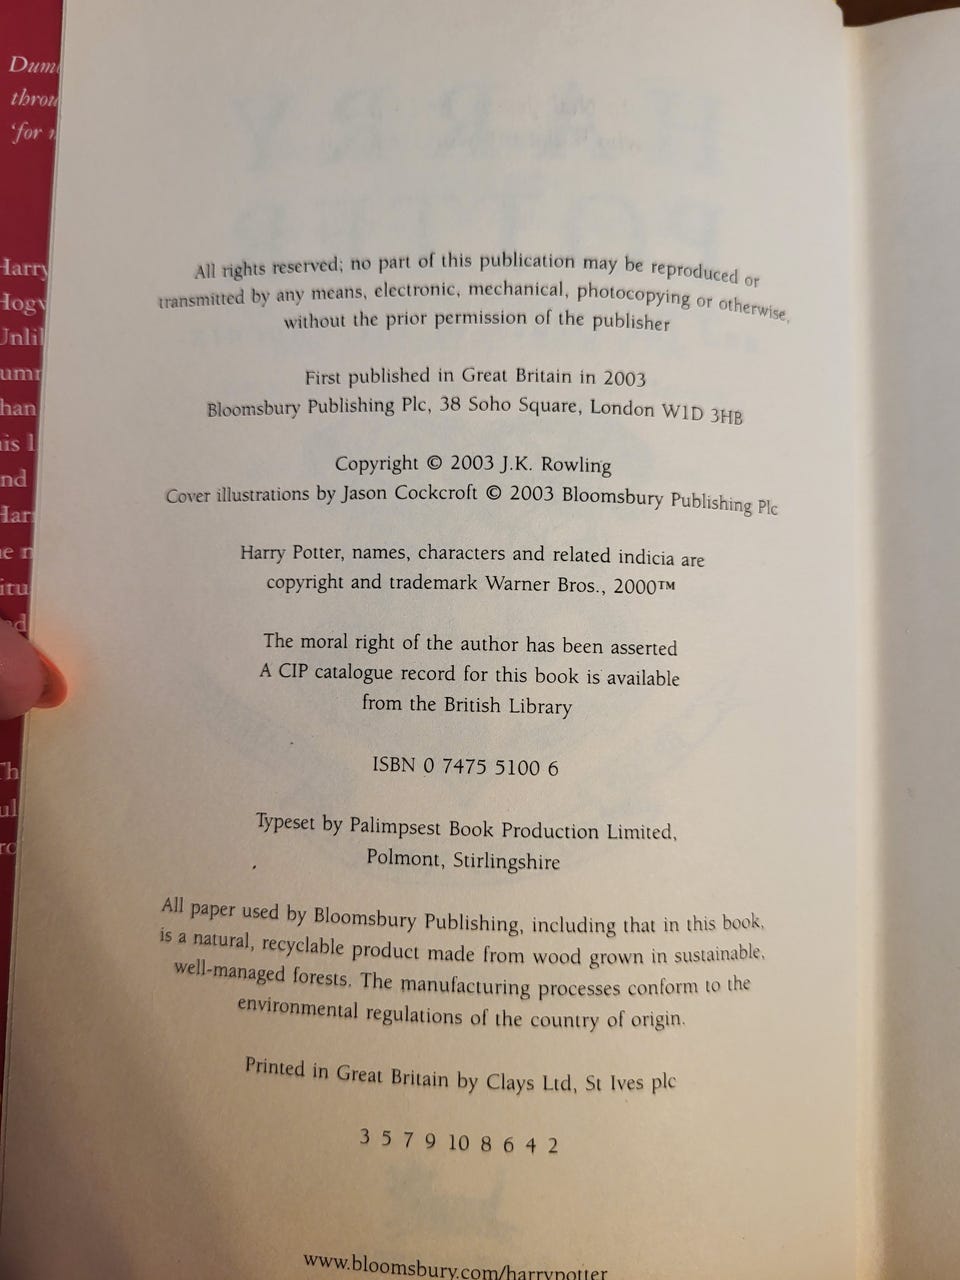 All rights reserved; no part of this publication may be reproduced or
transmitted by any means, electronic, mechanical, photocopying or otherwise,
without the prior permission of the publisher
First published in Great Britain in 2003
Bloomsbury Publishing Plc, 38 Soho Square, London W1D 3HB
Copyright © 2003 J.K. Rowling
Cover illustrations by Jason Cockcroft © 2003 Bloomsbury Publishing Plc
Harry Potter, names, characters and related indicia are
copyright and trademark Warner Bros., 2000™
The moral right of the author has been asserted
A CIP catalogue record for this book is available
from the British Library
ISBN 0 7475 5100 6
Typeset by Palimpsest Book Production Limited,
Polmont, Stirlingshire
All paper used by Bloomsbury Publishing, including that in this book,
is a natural, recyclable product made from wood grown in sustainable,
well-managed forests. The manufacturing processes conform to the
environmental regulations of the country of origin.
Printed in Great Britain by Clays Ltd, St Ives plc
3 5 7 9 10 8 6 4 2
www.bloomsbury.com/harrypotter